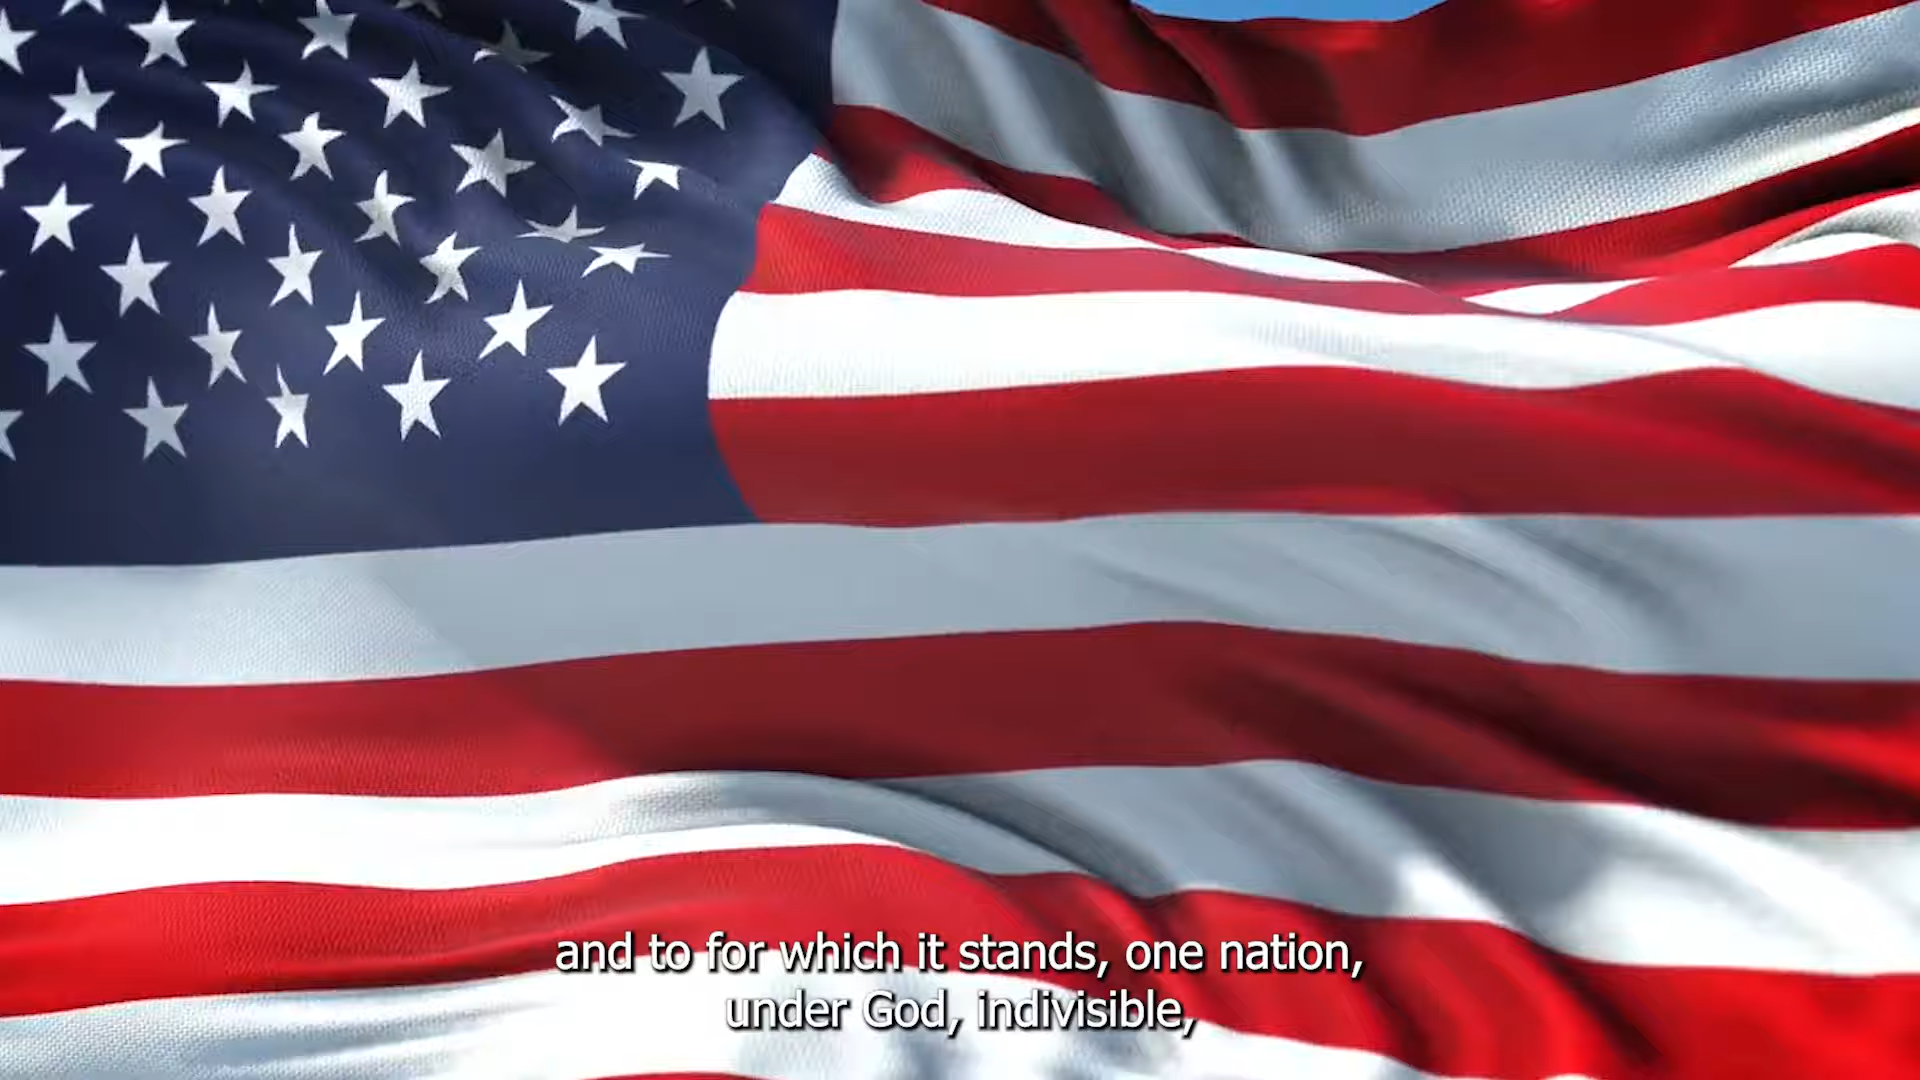 and to for which it stands, one nation,
under God, indivisible,